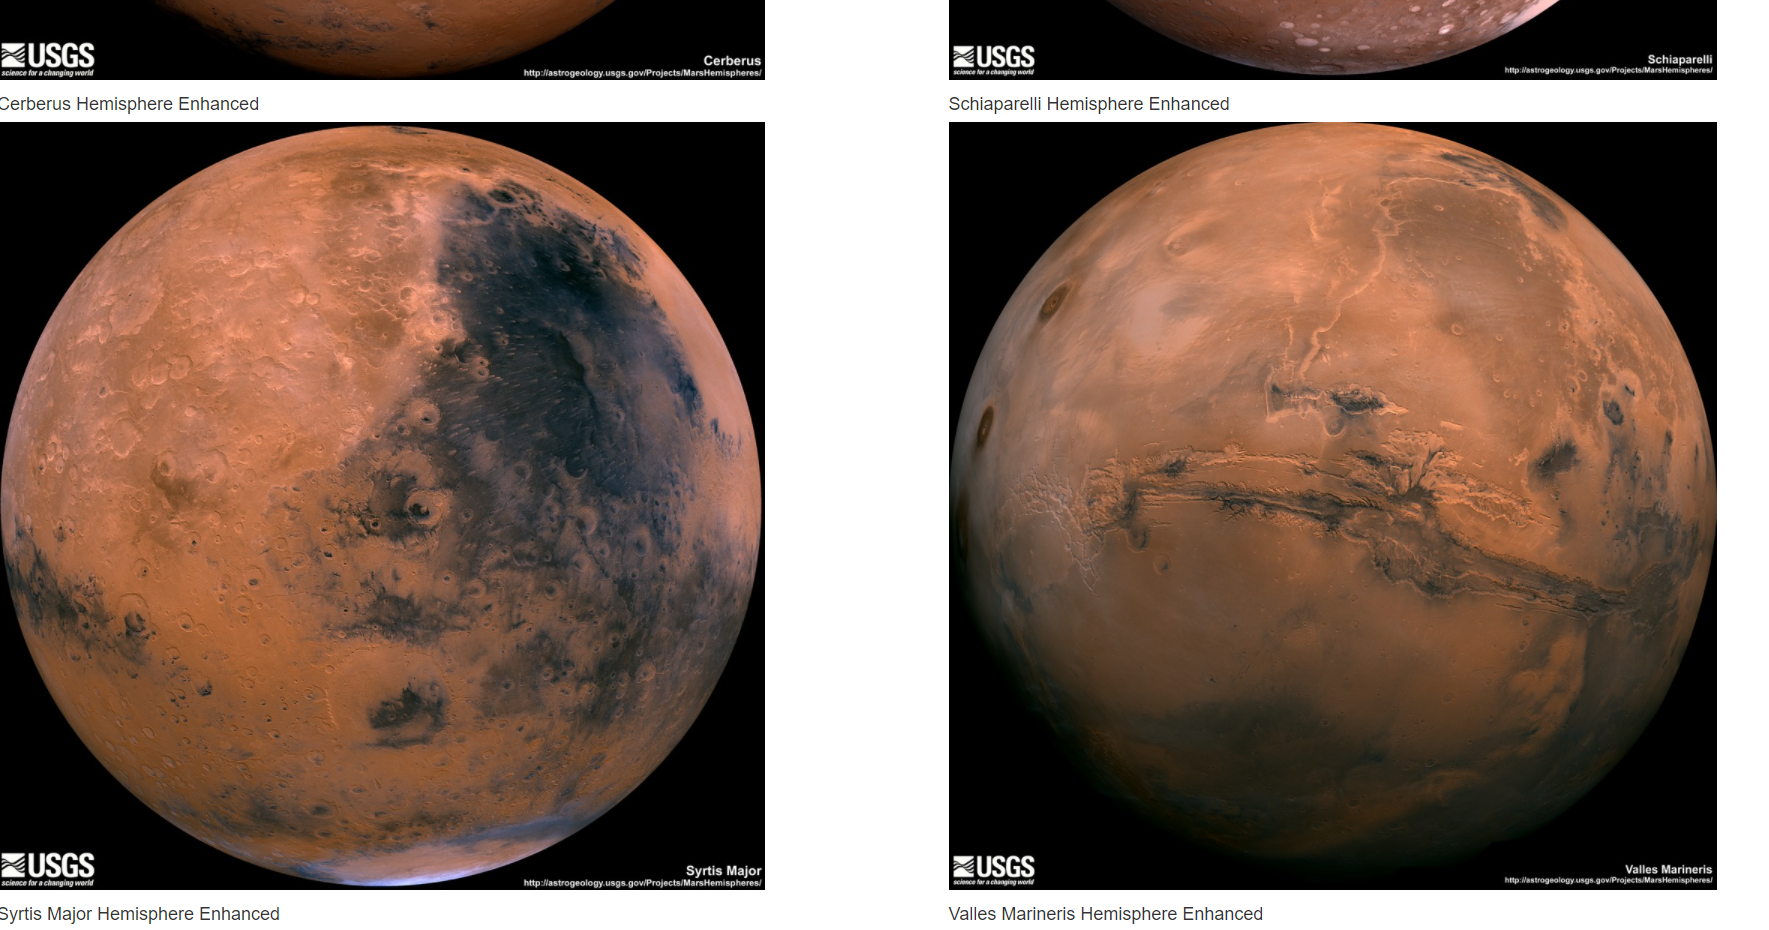 USGS
science for a changing world
Cerberus
http://astrogeology.usgs.gov/Projects/MarsHemispheres/
USGS
science for a changing world
Schiaparelli
http://astrogeology.usgs.gov/Projects/MarsHemispheres/
Cerberus Hemisphere Enhanced
Schiaparelli Hemisphere Enhanced
USGS
science for a changing world
Syrtis Major
http://astrogeology.usgs.gov/Projects/MarsHemispheres/
USGS
science for a changing world
Valles Marineris
http://astrogeology.usgs.gov/Projects/MarsHemispheres/
Syrtis Major Hemisphere Enhanced
Valles Marineris Hemisphere Enhanced